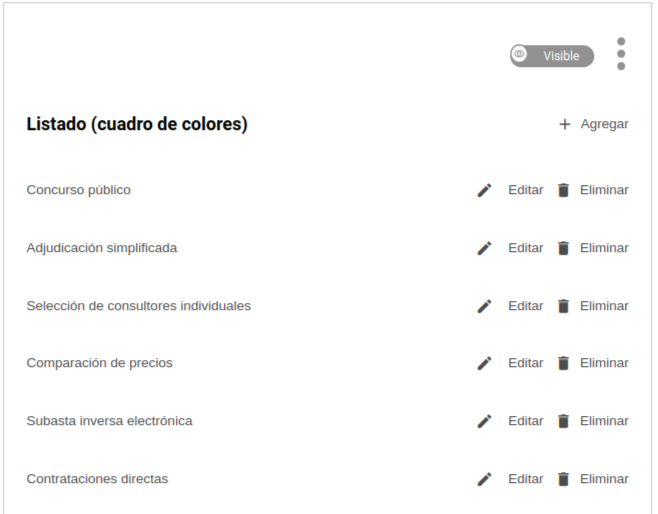 Visible
Listado (cuadro de colores) Agregar
Concurso público Editar Eliminar
Adjudicación simplificada Editar Eliminar
Selección de consultores individuales Editar Eliminar
Comparación de precios Editar Eliminar
Subasta inversa electrónica Editar Eliminar
Contrataciones directas Editar Eliminar